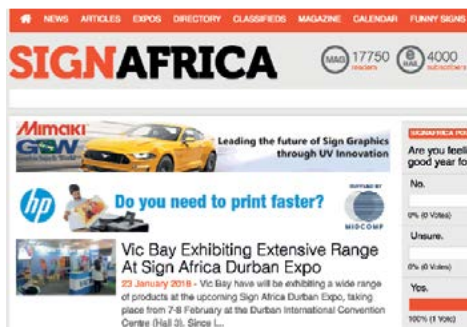 NEWS ARTICLES EXPOS DIRECTORY CLASSIFIEDS MAGAZINE CALENDAR FUNNY SIGNS
SIGNAFRICA
MAG 17750 readers
e MAIL 4000 subscribers
Mimaki
GSW
Leading the future of Sign Graphics
through UV Innovation
hp
Do you need to print faster?
SUPPLIED BY
MIDCOMP
Vic Bay Exhibiting Extensive Range
At Sign Africa Durban Expo
23 January 2018 - Vic Bay have will be exhibiting a wide range
of products at the upcoming Sign Africa Durban Expo, taking
place from 7-8 February at the Durban International Convention
Centre (Hall 3). Since L...
SIGNAFRICA PO
Are you feeli
good year fo
No.
0% (0 Votes)
Unsure.
0% (0 Votes)
Yes.
100% (1 Vote)